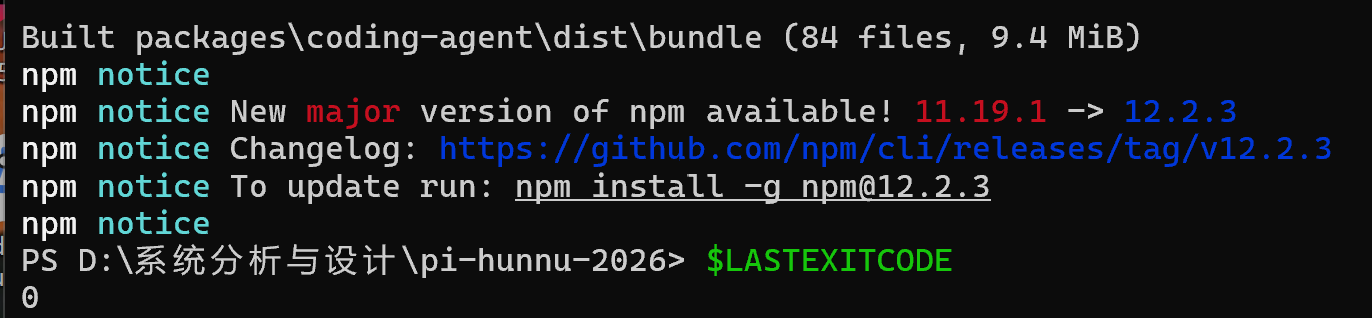 Built packages\coding-agent\dist\bundle (84 files, 9.4 MiB)
npm notice
npm notice New major version of npm available! 11.19.1 -> 12.2.3
npm notice Changelog: https://github.com/npm/cli/releases/tag/v12.2.3
npm notice To update run: npm install -g npm@12.2.3
npm notice
PS D:\系统分析与设计\pi-hunnu-2026> $LASTEXITCODE
0